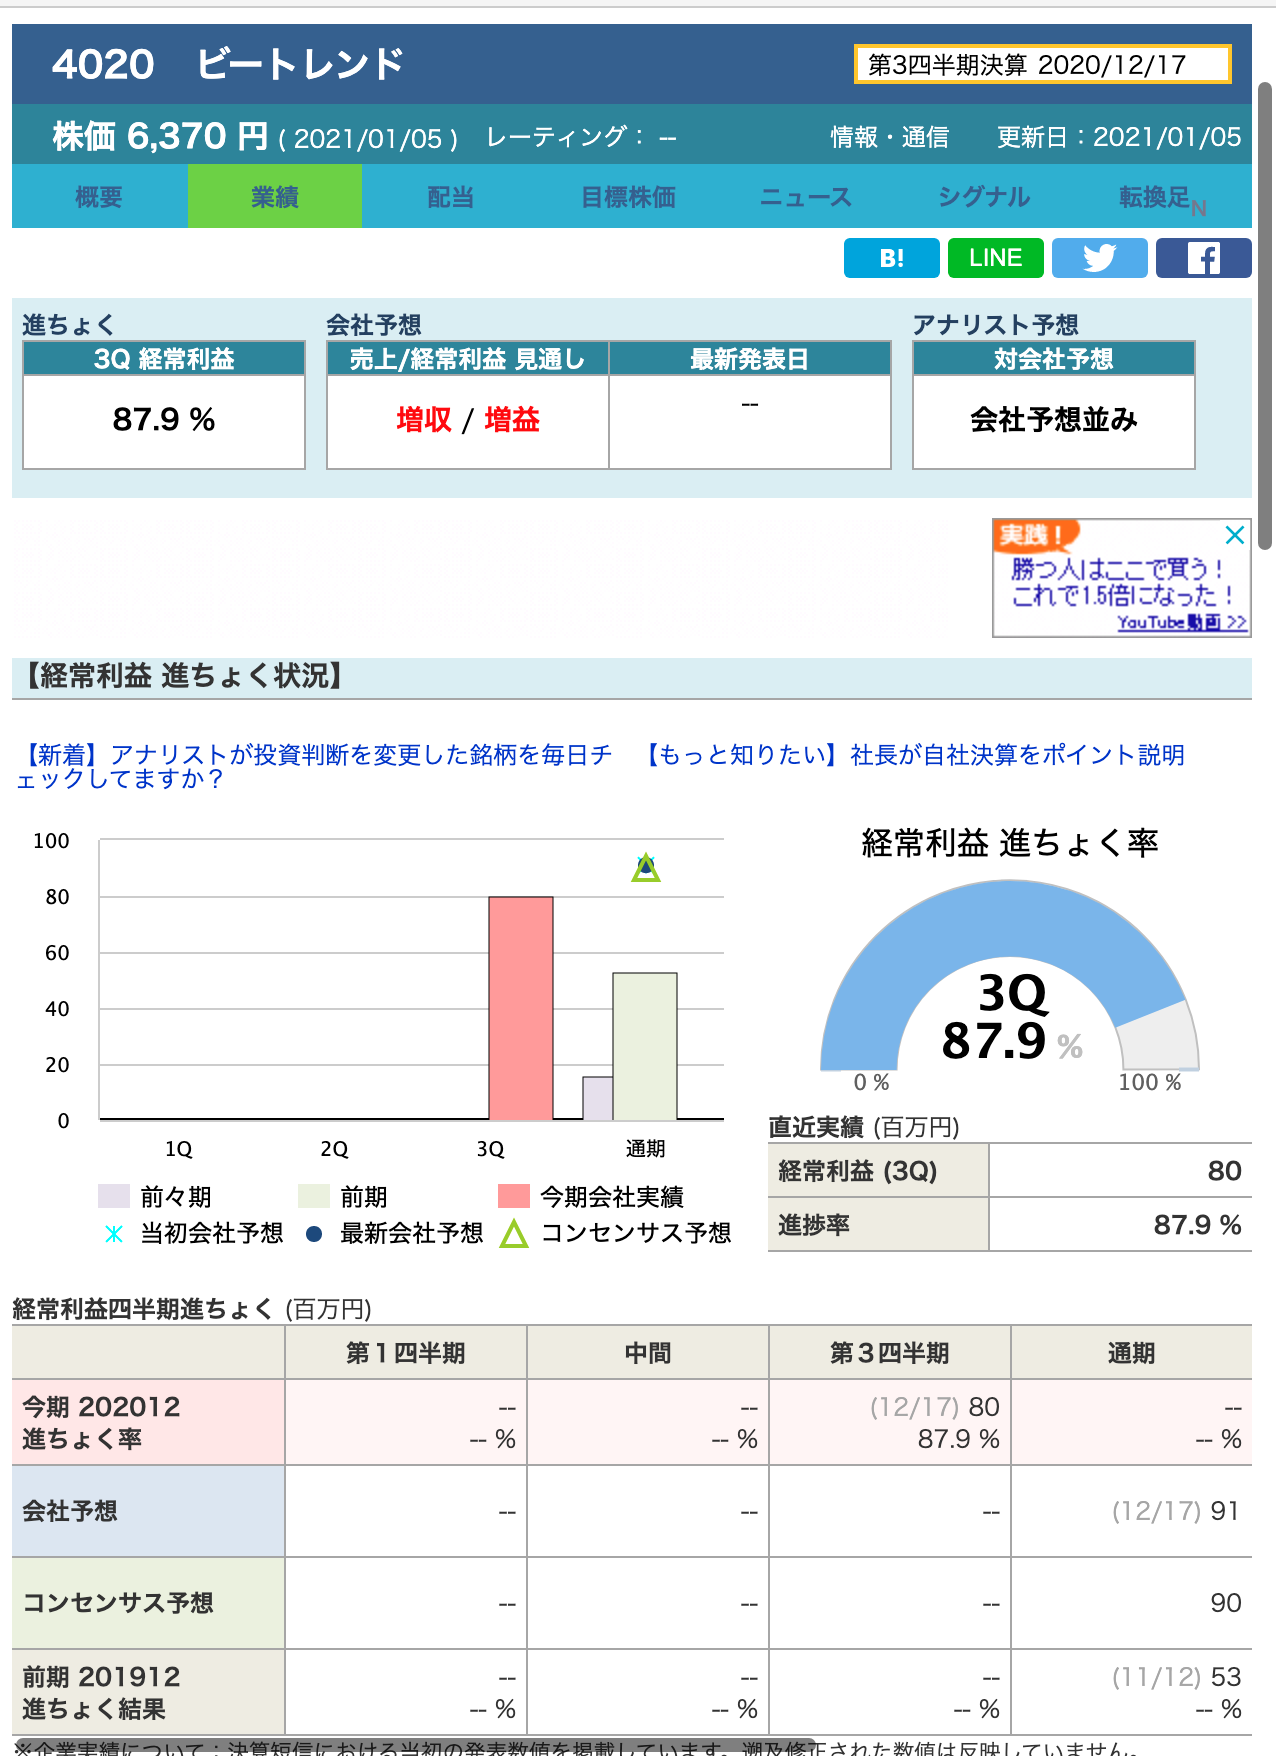 4020　ビートレンド
第3四半期決算 2020/12/17
株価 6,370 円 ( 2021/01/05 )　レーティング： --
情報・通信　更新日：2021/01/05
概要　業績　配当　目標株価　ニュース　シグナル　転換足N
B!　LINE
進ちょく　会社予想　アナリスト予想
3Q 経常利益　売上/経常利益 見通し　最新発表日　対会社予想
87.9 %　増収 / 増益　--　会社予想並み
実践！
勝つ人はここで買う！
これで1.5倍になった！
YouTube動画 >>
【経常利益 進ちょく状況】
【新着】アナリストが投資判断を変更した銘柄を毎日チ
ェックしてますか？
【もっと知りたい】社長が自社決算をポイント説明
100
80
60
40
20
0
1Q　2Q　3Q　通期
前々期　前期　今期会社実績
当初会社予想　最新会社予想　コンセンサス予想
経常利益 進ちょく率
3Q
87.9 %
0 %　100 %
直近実績 (百万円)
経常利益 (3Q)　80
進捗率　87.9 %
経常利益四半期進ちょく (百万円)
第１四半期　中間　第３四半期　通期
今期 202012　--　--　(12/17) 80　--
進ちょく率　-- %　-- %　87.9 %　-- %
会社予想　--　--　--　(12/17) 91
コンセンサス予想　--　--　--　90
前期 201912　--　--　--　(11/12) 53
進ちょく結果　-- %　-- %　-- %　-- %
※企業実績について：決算短信における当初の発表数値を掲載しています。遡及修正された数値は反映していません。